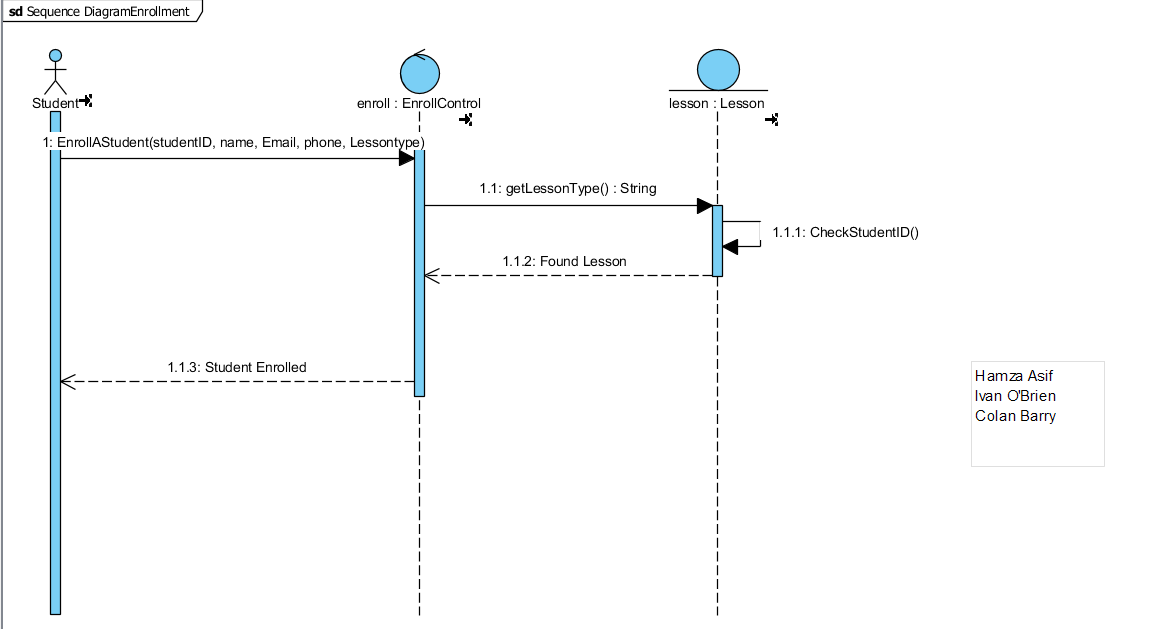 sd Sequence DiagramEnrollment
Student
enroll : EnrollControl
lesson : Lesson
1: EnrollAStudent(studentID, name, Email, phone, Lessontype)
1.1: getLessonType() : String
1.1.1: CheckStudentID()
1.1.2: Found Lesson
1.1.3: Student Enrolled
Hamza Asif
Ivan O'Brien
Colan Barry